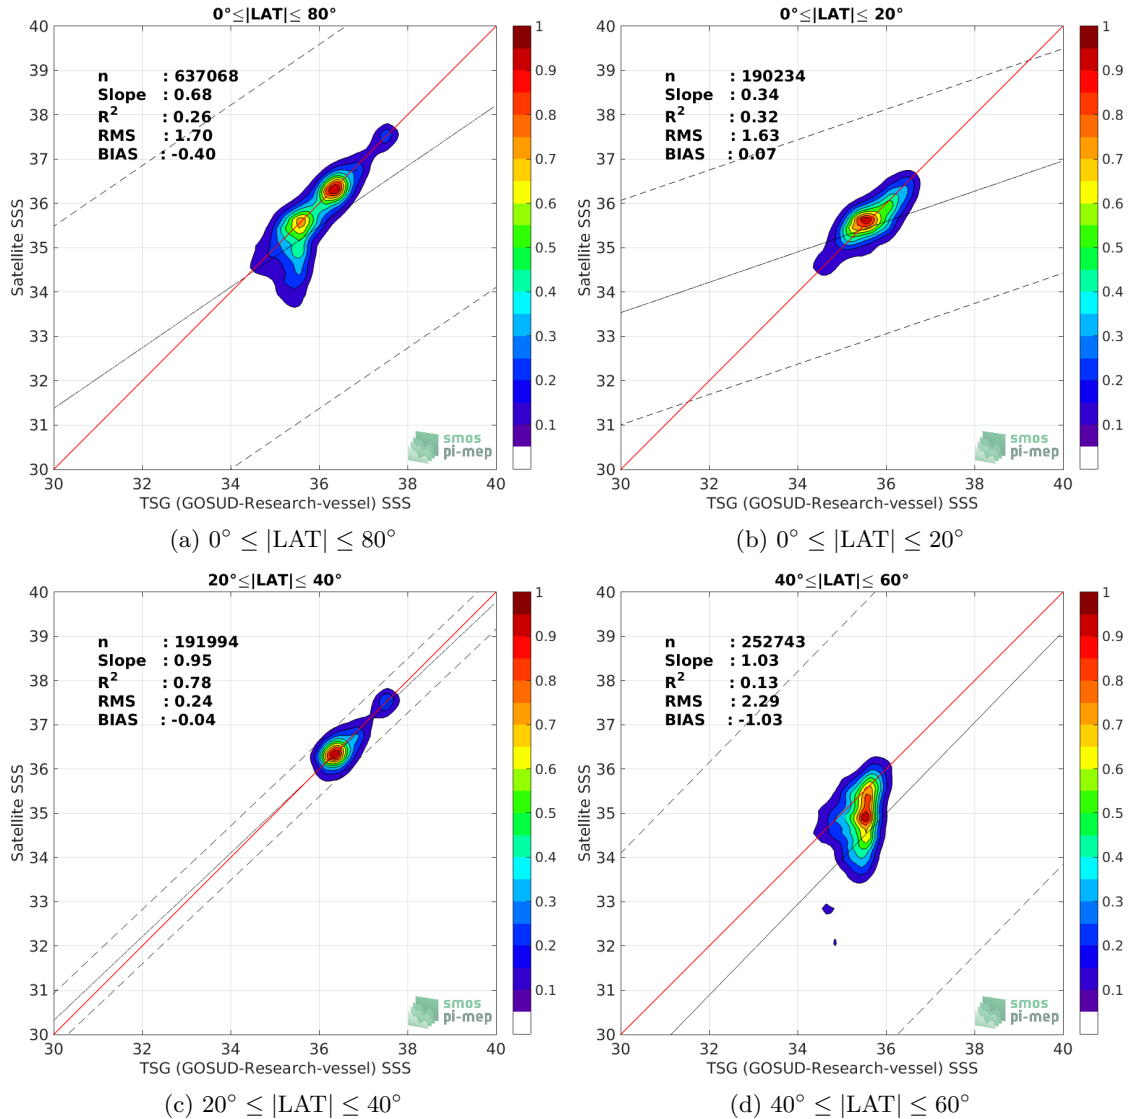 0°≤|LAT|≤ 80°
n : 637068
Slope : 0.68
R² : 0.26
RMS : 1.70
BIAS : -0.40
Satellite SSS
40
39
38
37
36
35
34
33
32
31
30
30 32 34 36 38 40
TSG (GOSUD-Research-vessel) SSS
smos
pi-mep
1
0.9
0.8
0.7
0.6
0.5
0.4
0.3
0.2
0.1
(a) 0° ≤ |LAT| ≤ 80°
0°≤|LAT|≤ 20°
n : 190234
Slope : 0.34
R² : 0.32
RMS : 1.63
BIAS : 0.07
Satellite SSS
40
39
38
37
36
35
34
33
32
31
30
30 32 34 36 38 40
TSG (GOSUD-Research-vessel) SSS
smos
pi-mep
1
0.9
0.8
0.7
0.6
0.5
0.4
0.3
0.2
0.1
(b) 0° ≤ |LAT| ≤ 20°
20°≤|LAT|≤ 40°
n : 191994
Slope : 0.95
R² : 0.78
RMS : 0.24
BIAS : -0.04
Satellite SSS
40
39
38
37
36
35
34
33
32
31
30
30 32 34 36 38 40
TSG (GOSUD-Research-vessel) SSS
smos
pi-mep
1
0.9
0.8
0.7
0.6
0.5
0.4
0.3
0.2
0.1
(c) 20° ≤ |LAT| ≤ 40°
40°≤|LAT|≤ 60°
n : 252743
Slope : 1.03
R² : 0.13
RMS : 2.29
BIAS : -1.03
Satellite SSS
40
39
38
37
36
35
34
33
32
31
30
30 32 34 36 38 40
TSG (GOSUD-Research-vessel) SSS
smos
pi-mep
1
0.9
0.8
0.7
0.6
0.5
0.4
0.3
0.2
0.1
(d) 40° ≤ |LAT| ≤ 60°